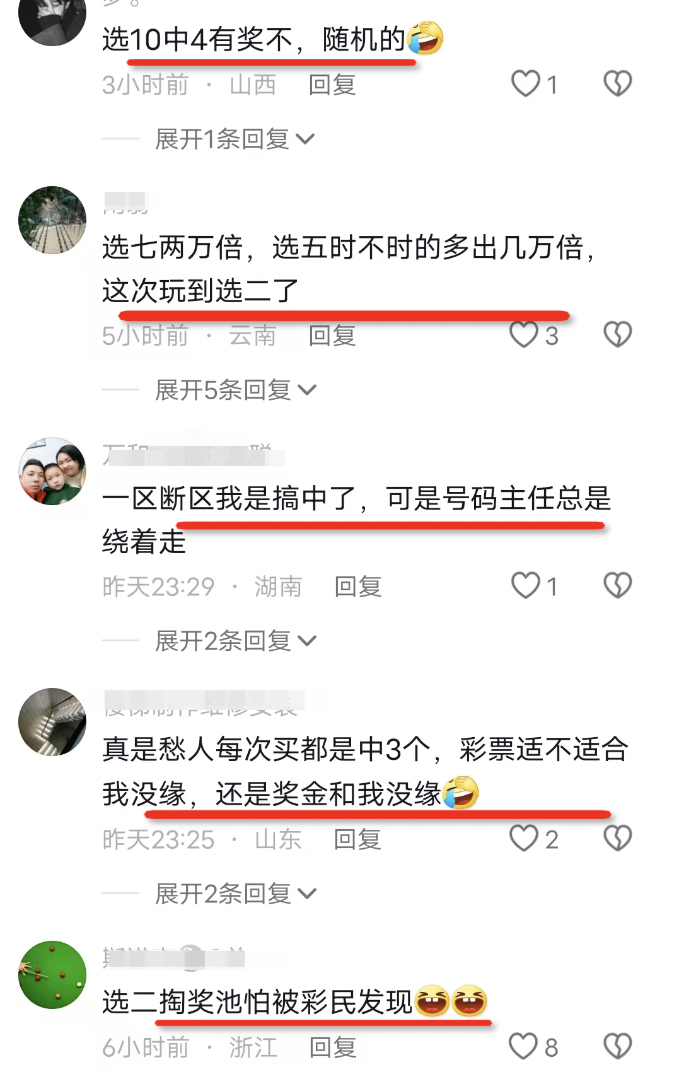 选10中4有奖不，随机的🤣
3小时前 · 山西 回复 1
展开1条回复
选七两万倍，选五时不时的多出几万倍，
这次玩到选二了
5小时前 · 云南 回复 3
展开5条回复
一区断区我是搞中了，可是号码主任总是
绕着走
昨天23:29 · 湖南 回复 1
展开2条回复
真是愁人每次买都是中3个，彩票适不适合
我没缘，还是奖金和我没缘🤣
昨天23:25 · 山东 回复 2
展开2条回复
选二掏奖池怕被彩民发现😆😆
6小时前 · 浙江 回复 8